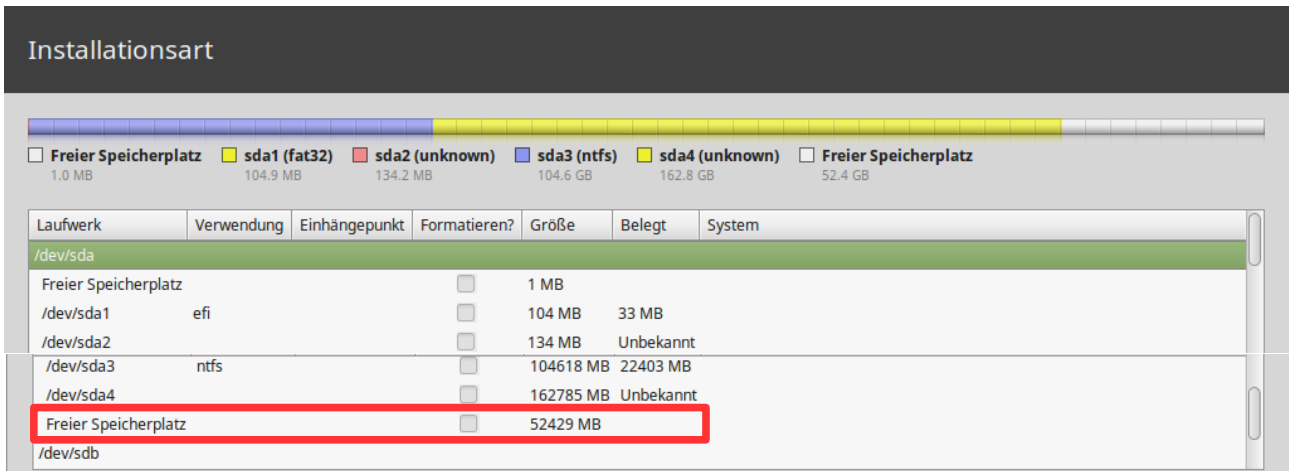 Installationsart
Freier Speicherplatz sda1 (fat32) sda2 (unknown) sda3 (ntfs) sda4 (unknown) Freier Speicherplatz
1.0 MB 104.9 MB 134.2 MB 104.6 GB 162.8 GB 52.4 GB
Laufwerk Verwendung Einhängepunkt Formatieren? Größe Belegt System
/dev/sda
Freier Speicherplatz 1 MB
/dev/sda1 efi 104 MB 33 MB
/dev/sda2 134 MB Unbekannt
/dev/sda3 ntfs 104618 MB 22403 MB
/dev/sda4 162785 MB Unbekannt
Freier Speicherplatz 52429 MB
/dev/sdb